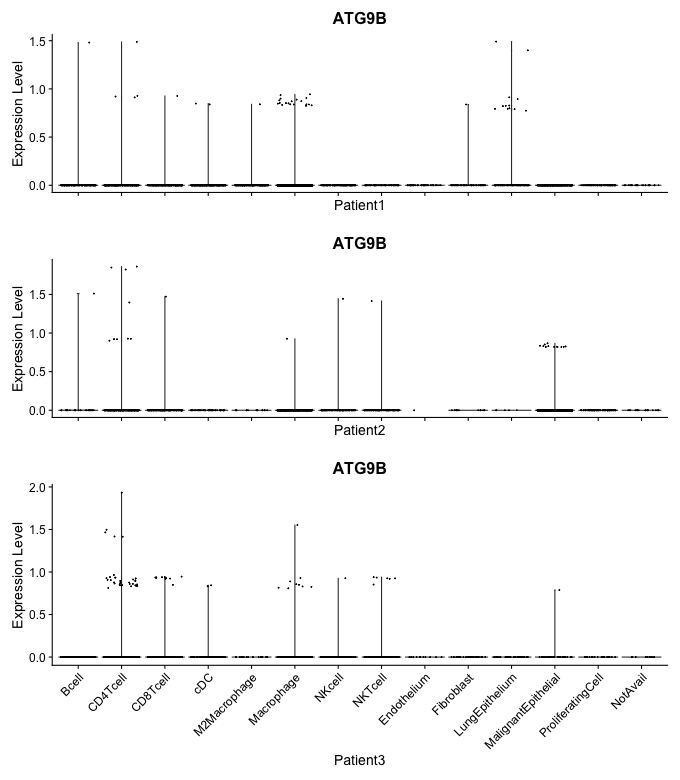 ATG9B
Expression Level
1.5
1.0
0.5
0.0
Patient1
ATG9B
Expression Level
1.5
1.0
0.5
0.0
Patient2
ATG9B
Expression Level
2.0
1.5
1.0
0.5
0.0
Bcell
CD4Tcell
CD8Tcell
cDC
M2Macrophage
Macrophage
NKcell
NKTcell
Endothelium
Fibroblast
LungEpithelium
MalignantEpithelial
ProliferatingCell
NotAvail
Patient3